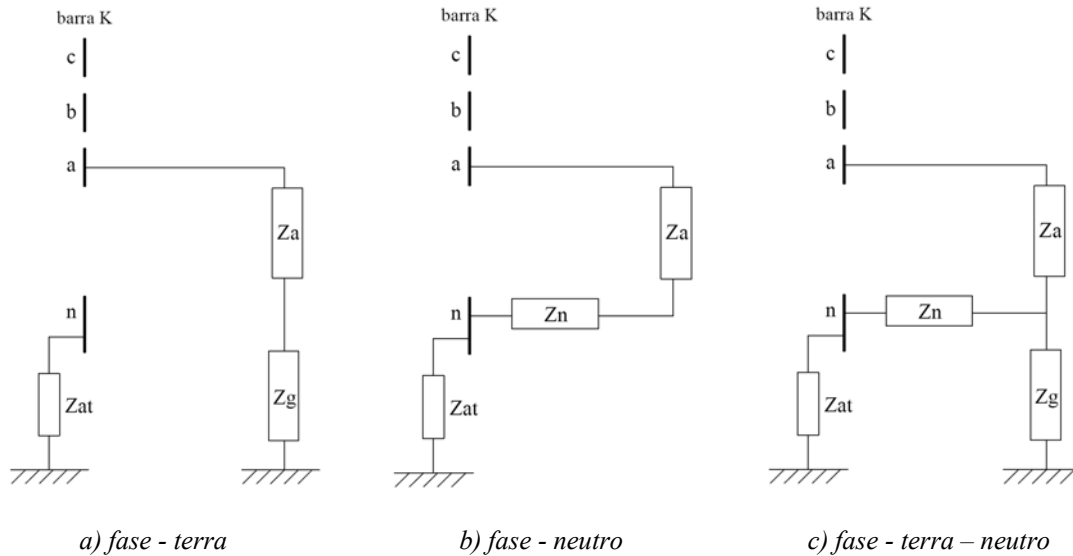 barra K
c
b
a
Za
n
Zat
Zg
a) fase - terra
barra K
c
b
a
Za
n
Zn
Zat
b) fase - neutro
barra K
c
b
a
Za
n
Zn
Zat
Zg
c) fase - terra – neutro